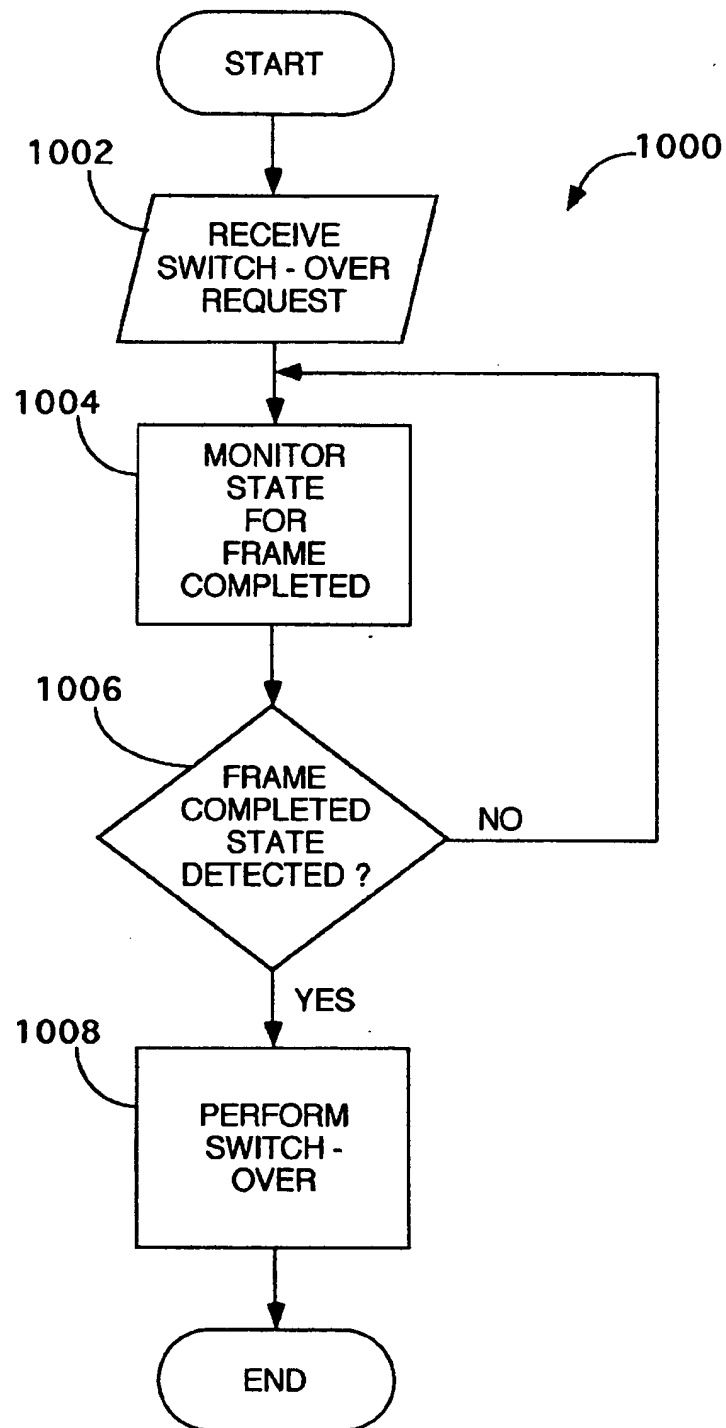 START
1002
1000
RECEIVE
SWITCH - OVER
REQUEST
1004
MONITOR
STATE
FOR
FRAME
COMPLETED
1006
FRAME
COMPLETED
STATE
DETECTED ?
NO
YES
1008
PERFORM
SWITCH -
OVER
END